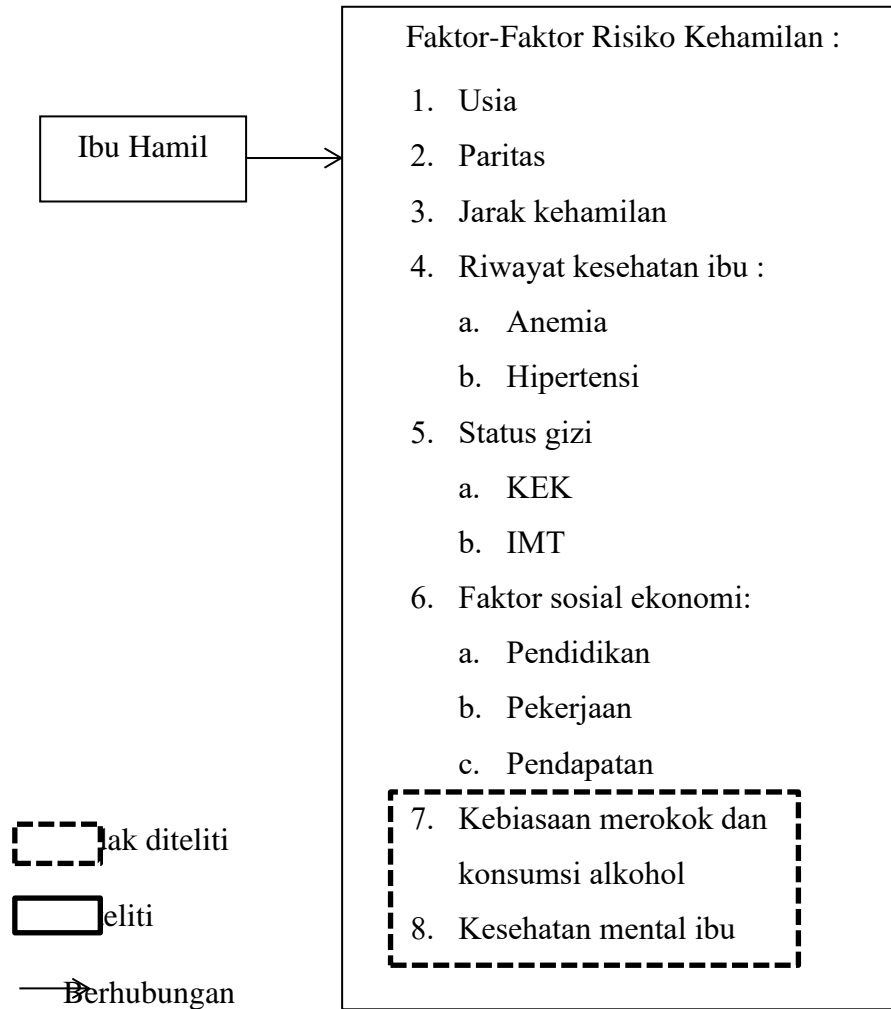 Faktor-Faktor Risiko Kehamilan :
Ibu Hamil
1. Usia
2. Paritas
3. Jarak kehamilan
4. Riwayat kesehatan ibu :
a. Anemia
b. Hipertensi
5. Status gizi
a. KEK
b. IMT
6. Faktor sosial ekonomi:
a. Pendidikan
b. Pekerjaan
c. Pendapatan
7. Kebiasaan merokok dan
konsumsi alkohol
8. Kesehatan mental ibu
diteliti
Berhubungan